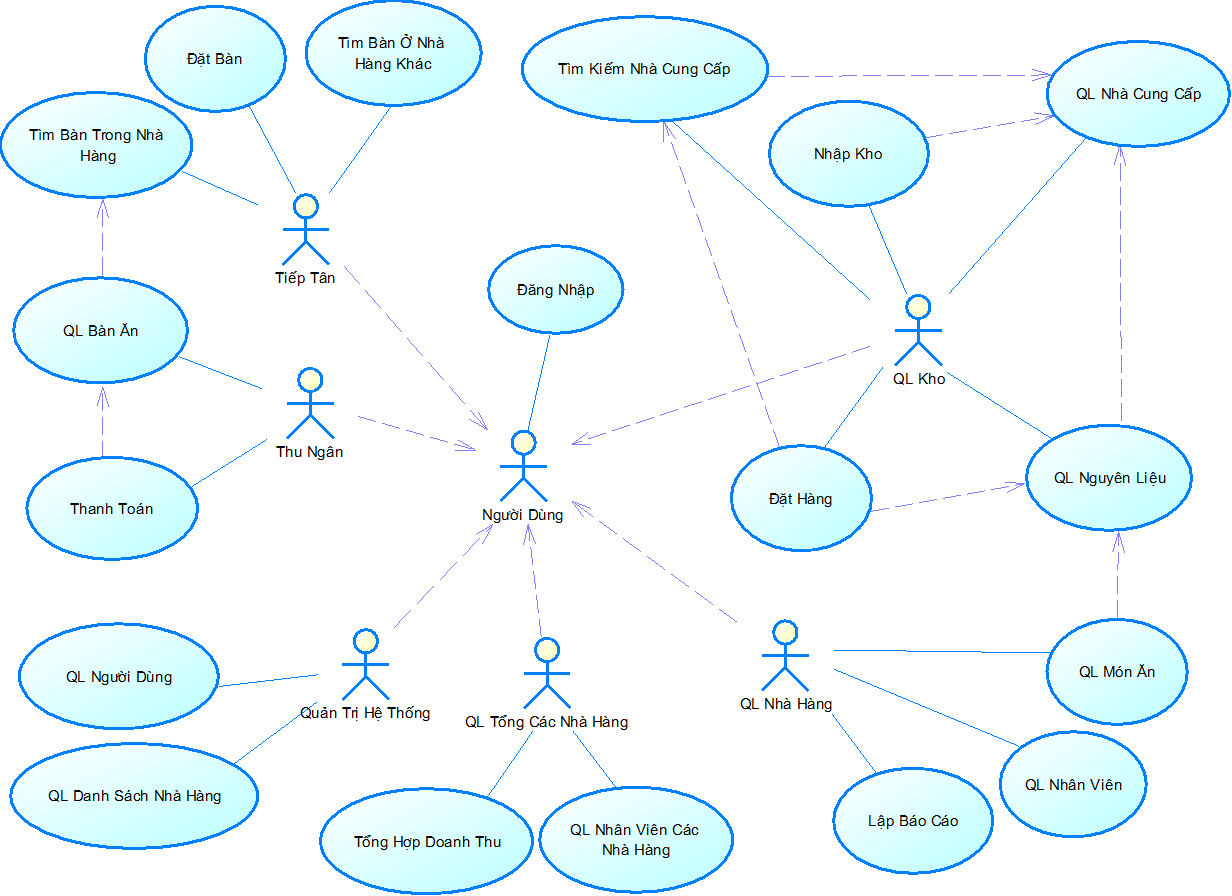 Đặt Bàn
Tìm Bàn Ở Nhà
Hàng Khác
Tìm Kiếm Nhà Cung Cấp
QL Nhà Cung Cấp
Tìm Bàn Trong Nhà
Hàng
Nhập Kho
Tiếp Tân
Đăng Nhập
QL Bàn Ăn
QL Kho
Thu Ngân
QL Nguyên Liệu
Đặt Hàng
Thanh Toán
Người Dùng
QL Người Dùng
QL Món Ăn
QL Nhà Hàng
Quản Trị Hệ Thống
QL Tổng Các Nhà Hàng
QL Nhân Viên
QL Danh Sách Nhà Hàng
Lập Báo Cáo
Tổng Hợp Doanh Thu
QL Nhân Viên Các
Nhà Hàng